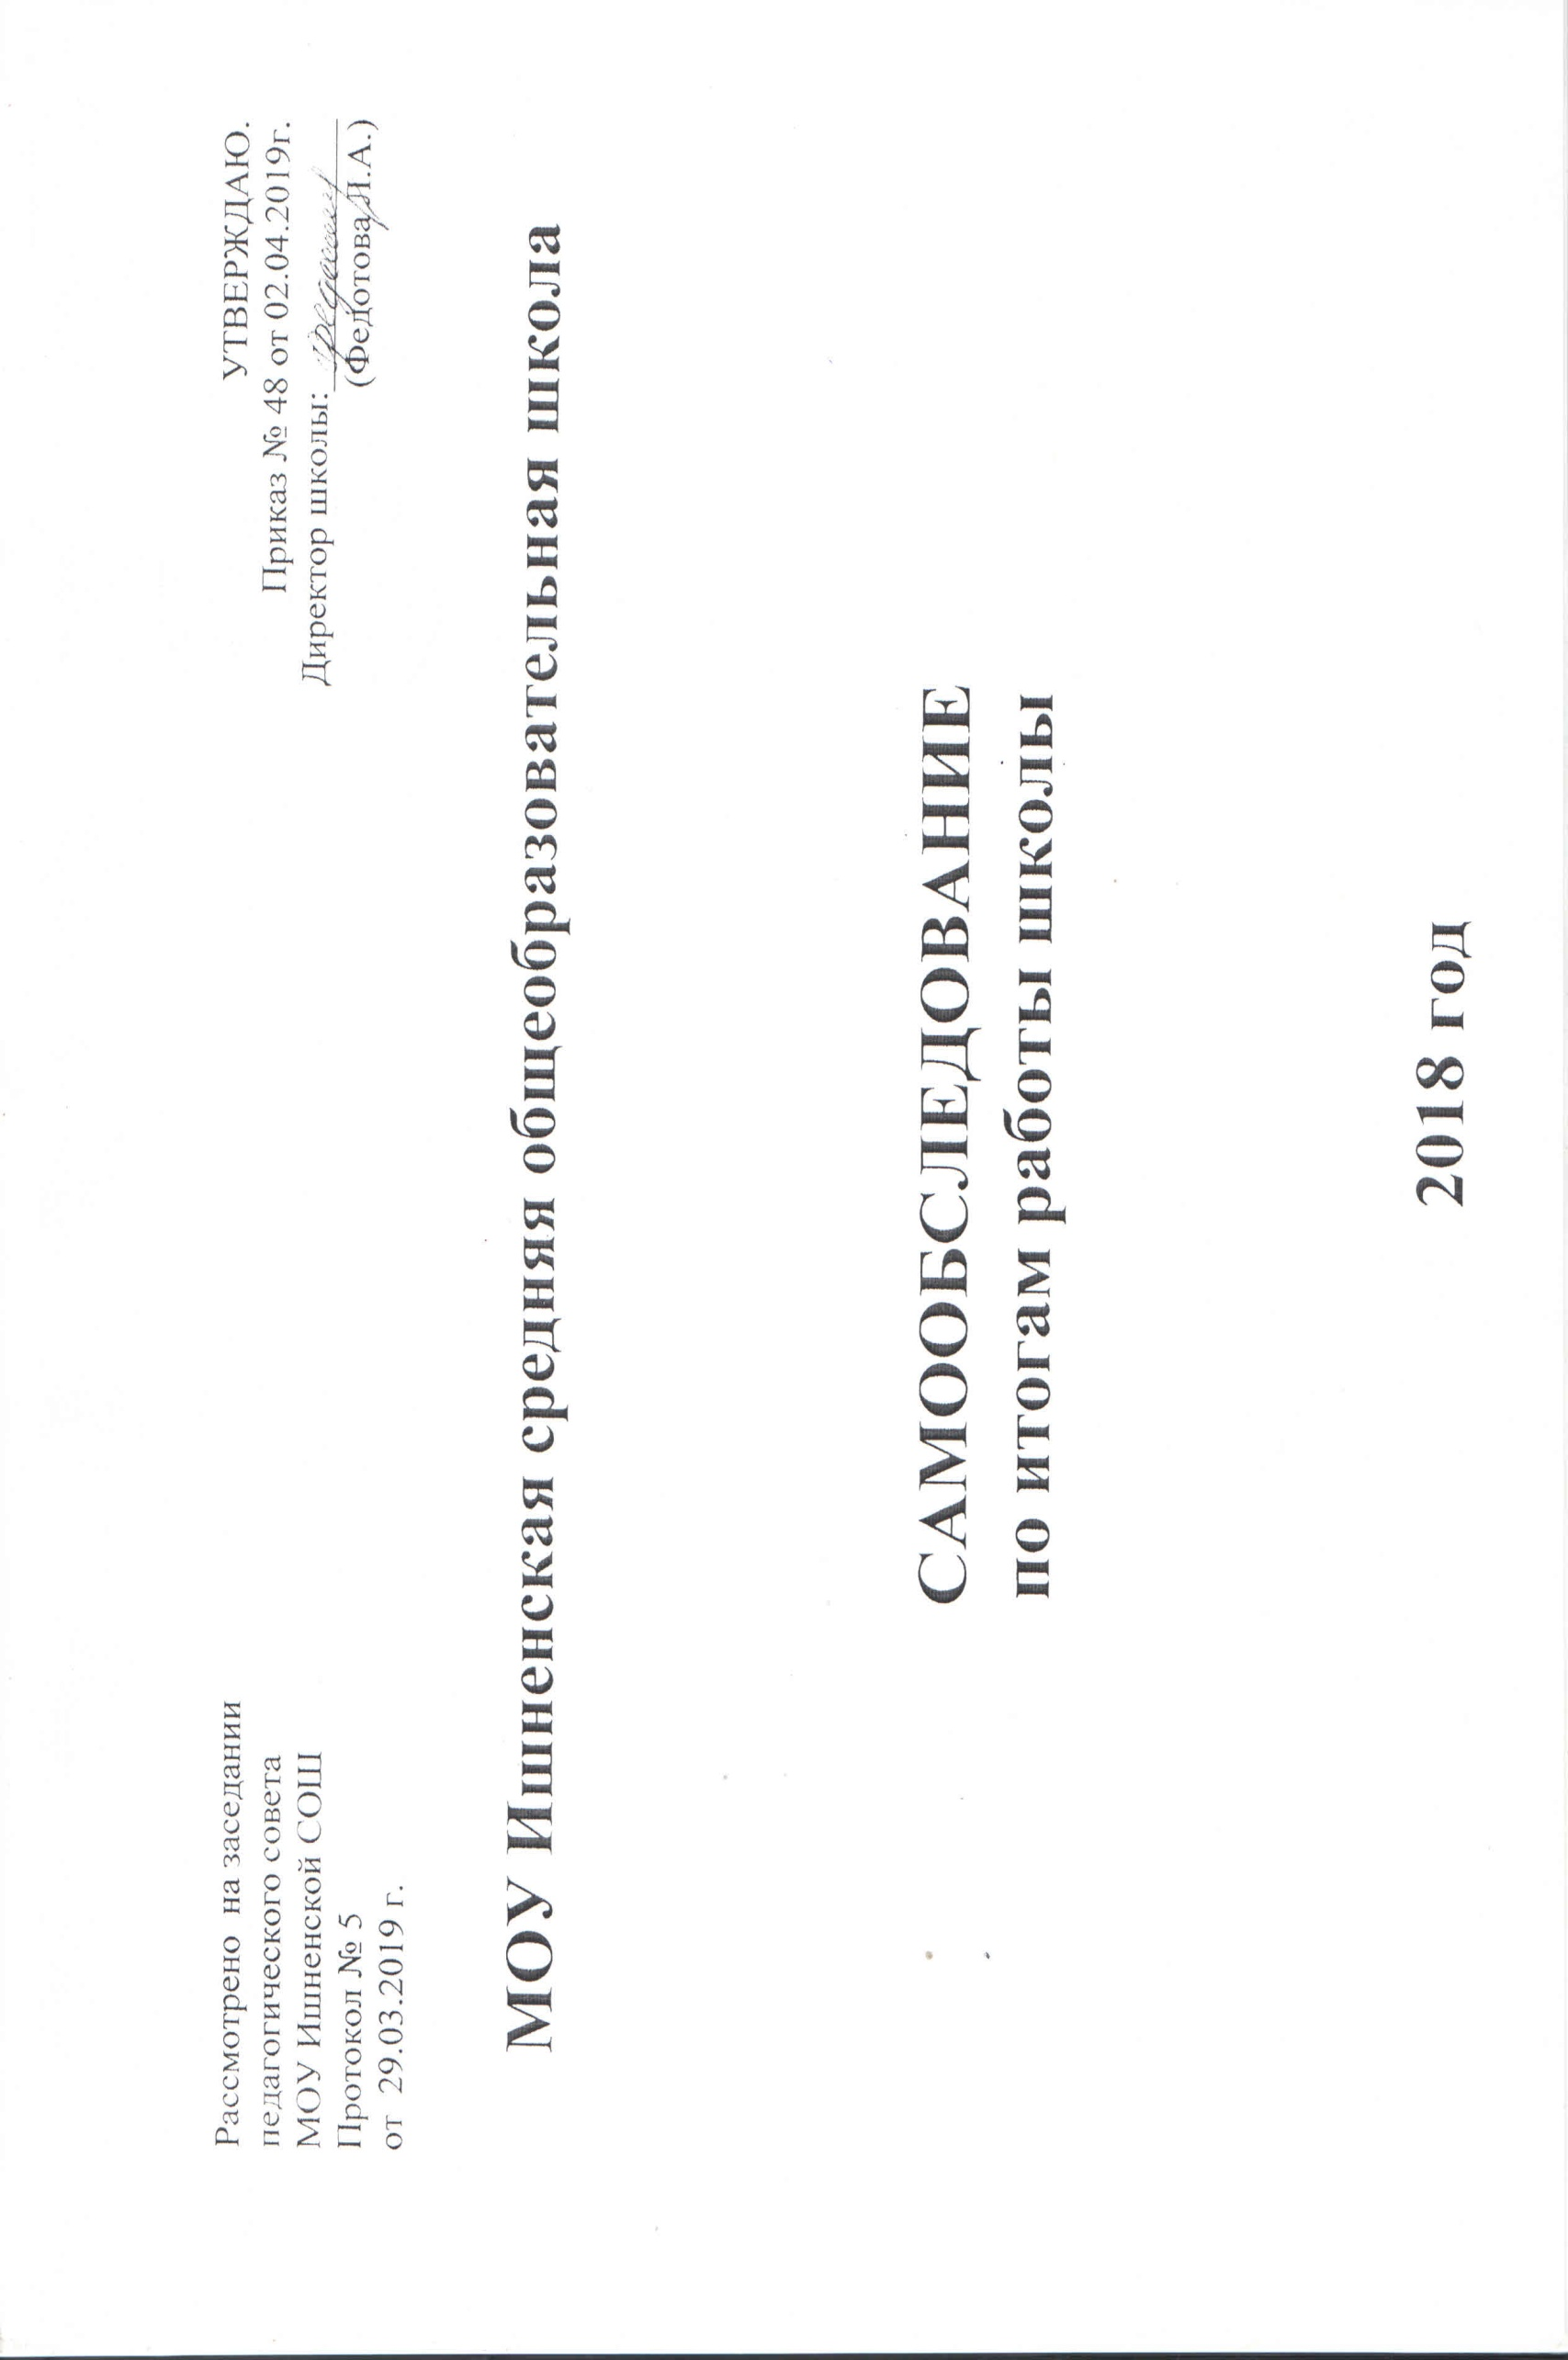 Рассмотрено на заседании
педагогического совета
МОУ Ишненской СОШ
Протокол № 5
от 29.03.2019 г.
УТВЕРЖДАЮ.
Приказ № 48 от 02.04.2019г.
Директор школы:
(Федотова И.А.)
МОУ Ишненская средняя общеобразовательная школа
САМООБСЛЕДОВАНИЕ
по итогам работы школы
2018 год